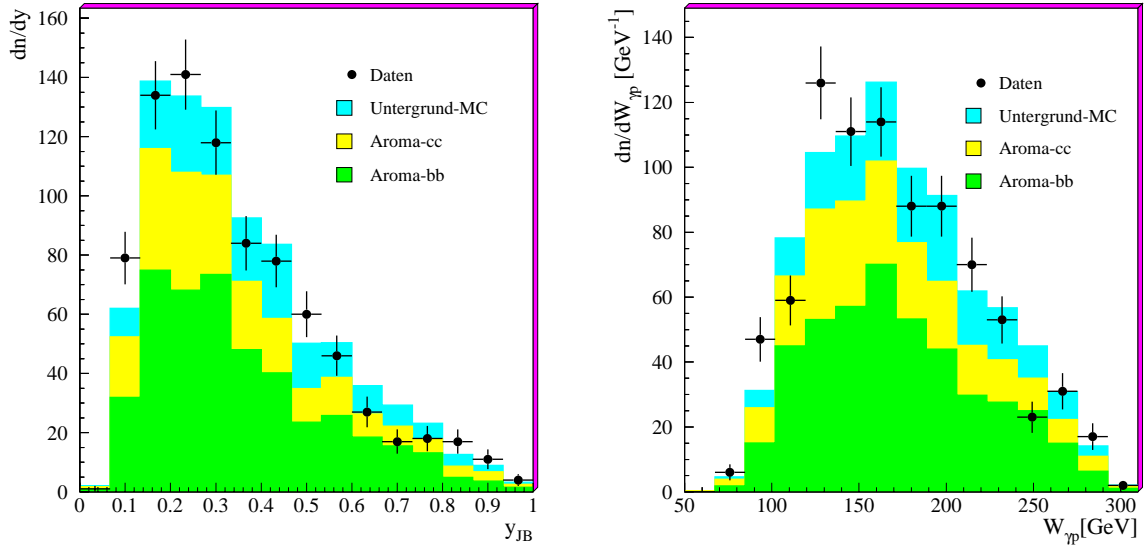 dn/dy
160
140
120
100
80
60
40
20
0
0.1 0.2 0.3 0.4 0.5 0.6 0.7 0.8 0.9 1
y_JB
Daten
Untergrund-MC
Aroma-cc
Aroma-bb
dn/dW_γp [GeV⁻¹]
140
120
100
80
60
40
20
0
50 100 150 200 250 300
W_γp[GeV]
Daten
Untergrund-MC
Aroma-cc
Aroma-bb